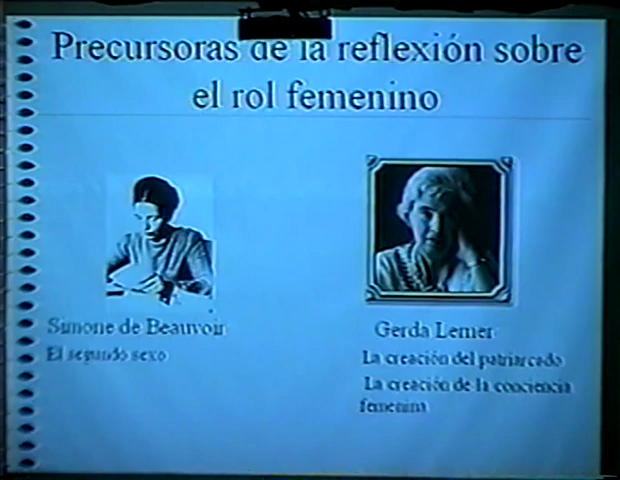 Precursoras de la reflexión sobre
el rol femenino
Simone de Beauvoir
El segundo sexo
Gerda Lerner
La creación del patriarcado
La creación de la conciencia
femenina